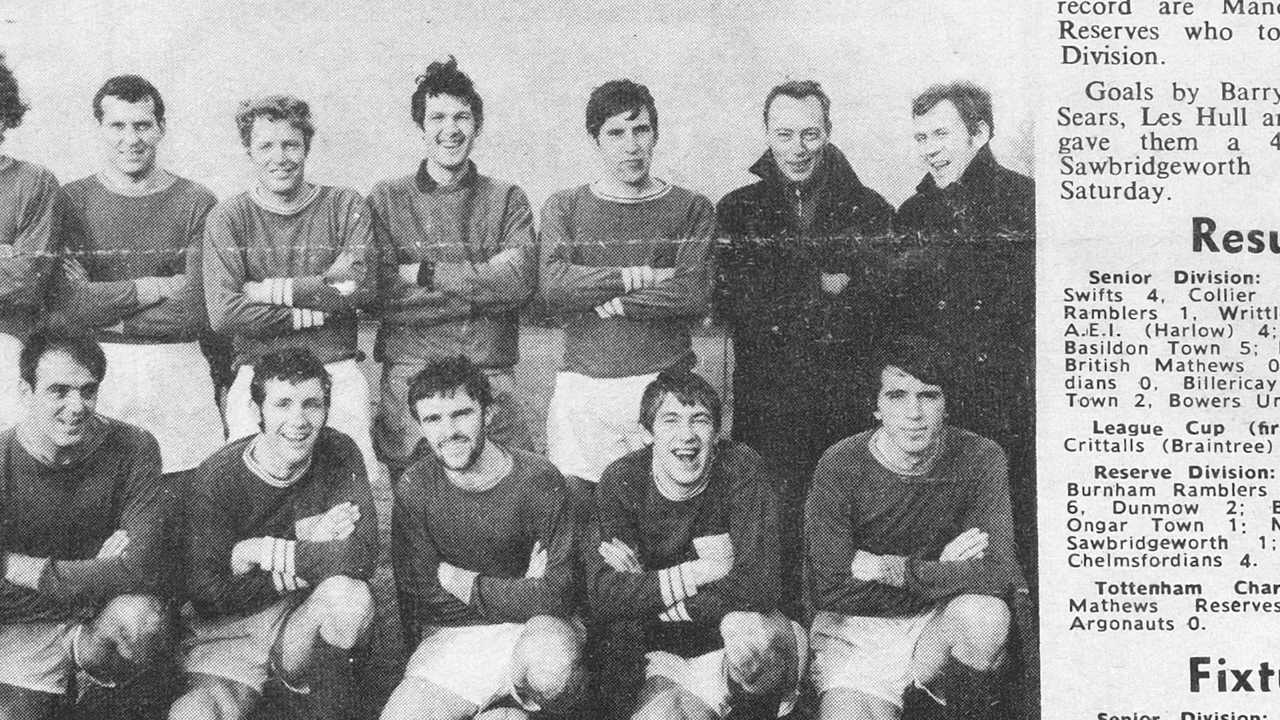 record are
Reserves who to
Division.
Goals by Barry
Sears, Les Hull
gave them a 4
Sawbridgeworth
Saturday.
Resu
Senior Division:
Swifts 4, Collier
Ramblers 1, Writtl
A.E.I. (Harlow) 4;
Basildon Town 5;
British Mathews 0
dians 0, Billericay
Town 2, Bowers Un
League Cup (fir
Crittalls (Braintree)
Reserve Division:
Burnham Ramblers
6, Dunmow 2;
Ongar Town 1;
Sawbridgeworth 1;
Chelmsfordians 4.
Tottenham Char
Mathews Reserves
Argonauts 0.
Fixtu
Senior Division: